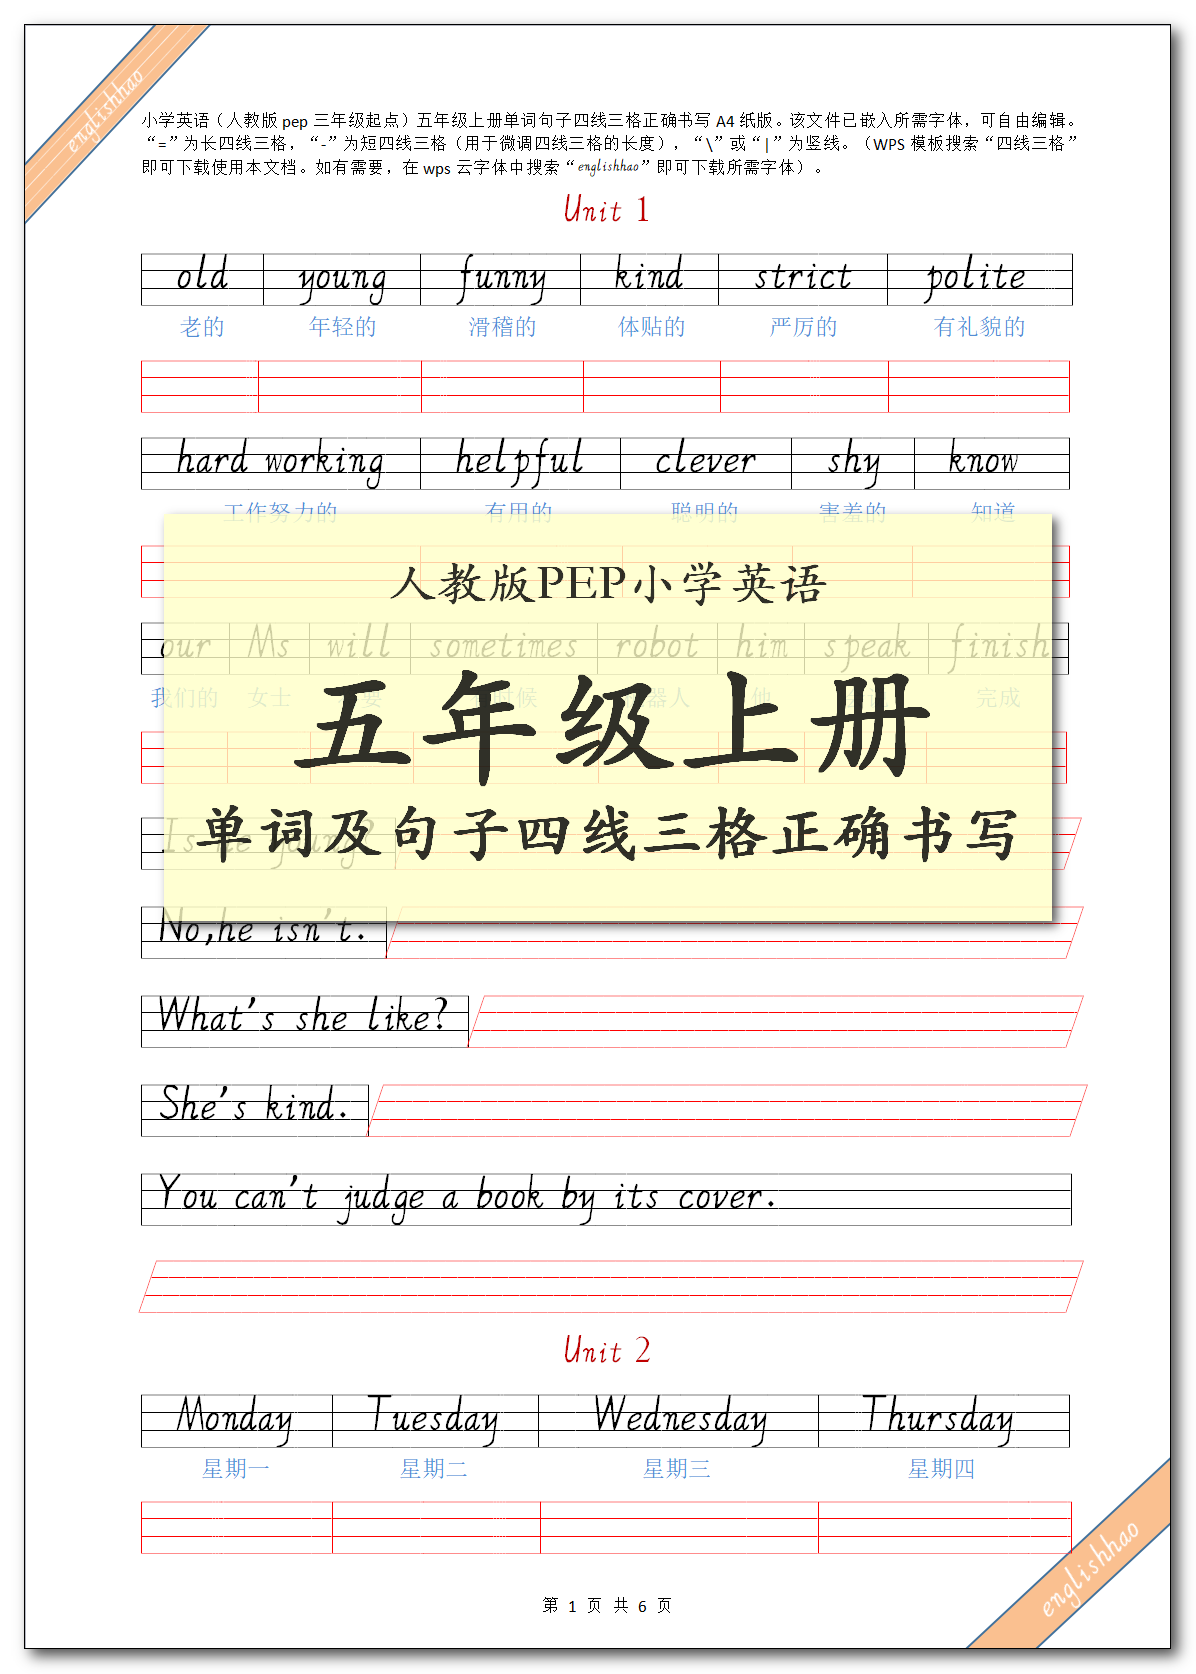 englishhao
小学英语（人教版 pep 三年级起点）五年级上册单词句子四线三格正确书写 A4 纸版。该文件已嵌入所需字体，可自由编辑。
“=”为长四线三格，“-”为短四线三格（用于微调四线三格的长度），“\”或“|”为竖线。（WPS 模板搜索“四线三格”
即可下载使用本文档。如有需要，在 wps 云字体中搜索“englishhao”即可下载所需字体）。
Unit 1
old young funny kind strict polite
老的 年轻的 滑稽的 体贴的 严厉的 有礼貌的
hard working helpful clever shy know
工作努力的 有用的 聪明的 害羞的 知道
人教版PEP小学英语
our Ms will sometimes robot him speak finish
我们的 女士 完成
五年级上册
Is he young?
单词及句子四线三格正确书写
No,he isn't.
What's she like?
She's kind.
You can't judge a book by its cover.
Unit 2
Monday Tuesday Wednesday Thursday
星期一 星期二 星期三 星期四
englishhao
第 1 页 共 6 页